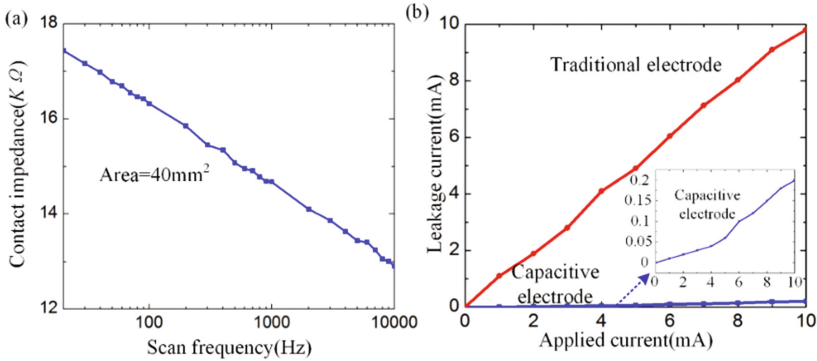 (a)
18
16
14
12
Contact impedance(K Ω)
Area=40mm²
100
1000
10000
Scan frequency(Hz)
(b)
10
8
6
4
2
0
Leakage current(mA)
Traditional electrode
Capacitive
electrode
0.2
0.15
0.1
0.05
0
Capacitive
electrode
0 2 4 6 8 10
0 2 4 6 8 10
Applied current(mA)